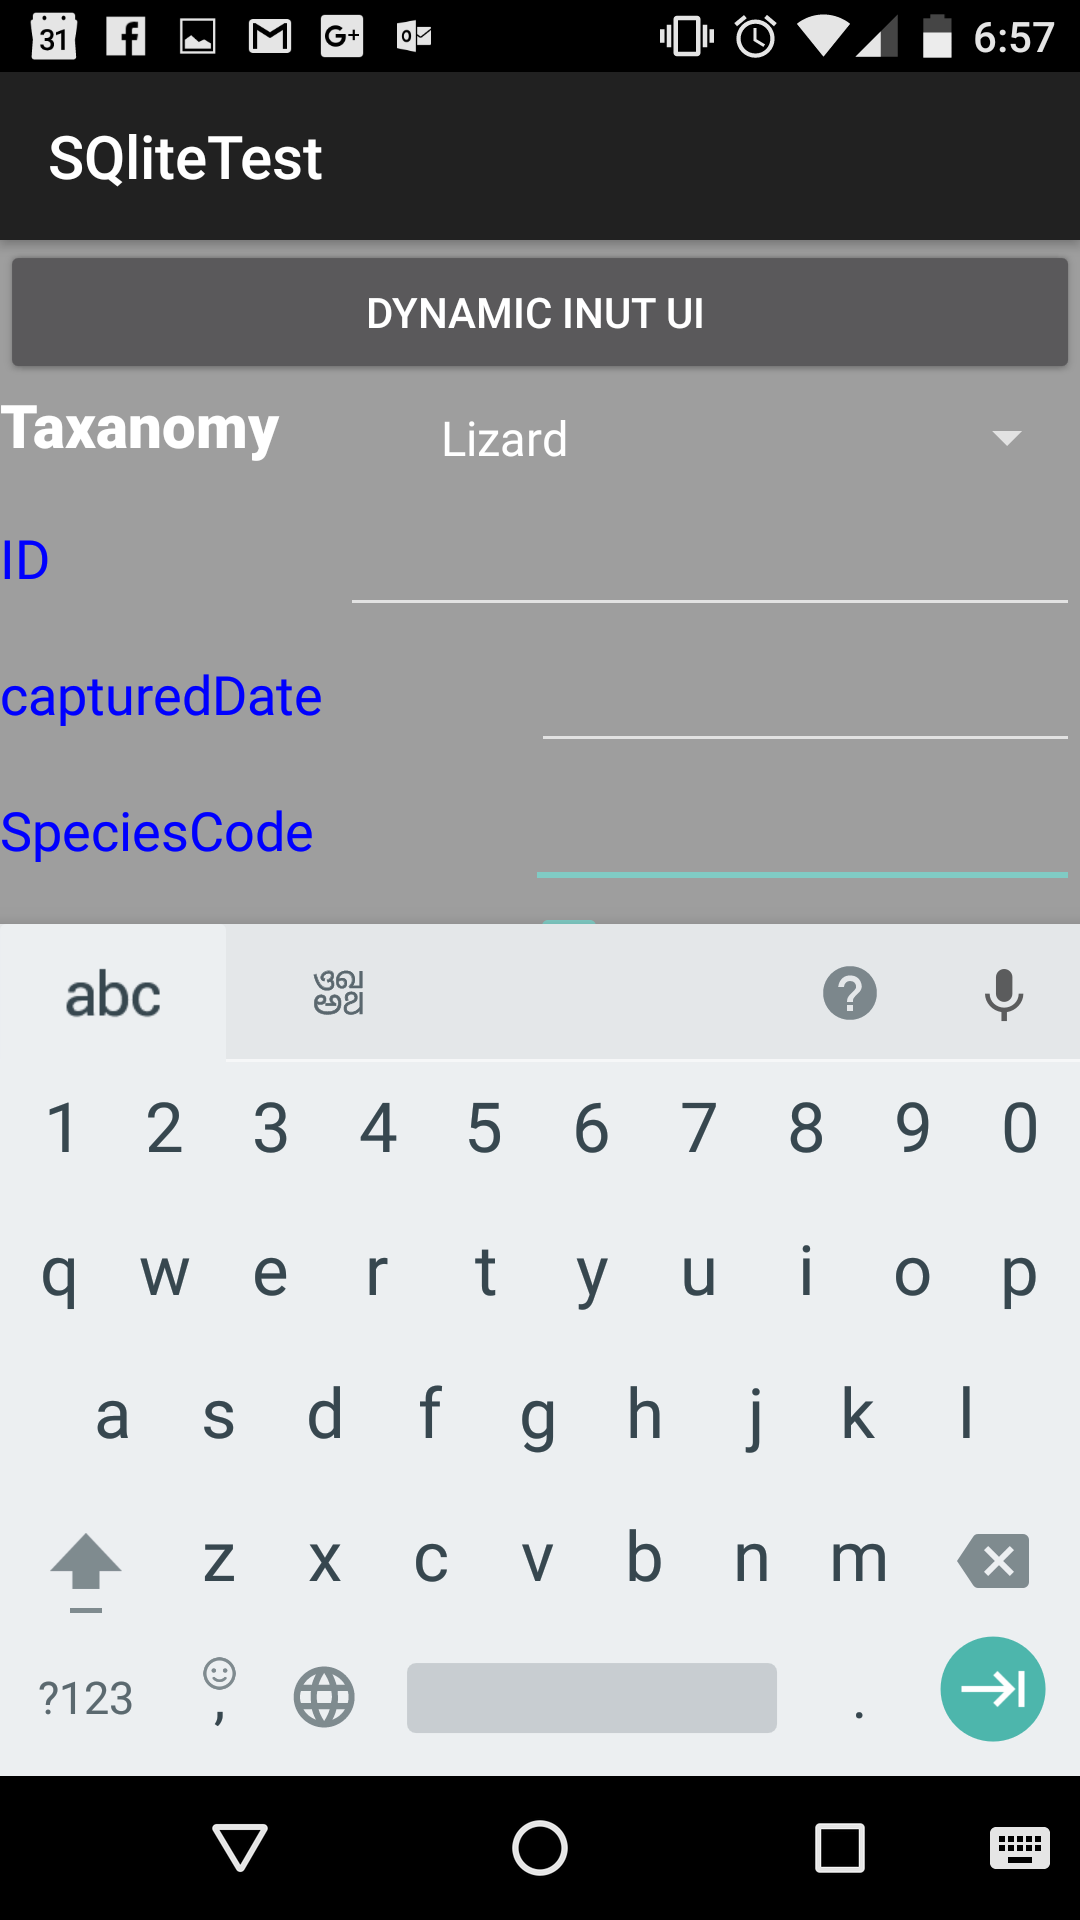 31 G+ 6:57
SQliteTest
DYNAMIC INUT UI
Taxanomy Lizard
ID
capturedDate
SpeciesCode
abc ?
1 2 3 4 5 6 7 8 9 0
q w e r t y u i o p
a s d f g h j k l
z x c v b n m
?123 , .